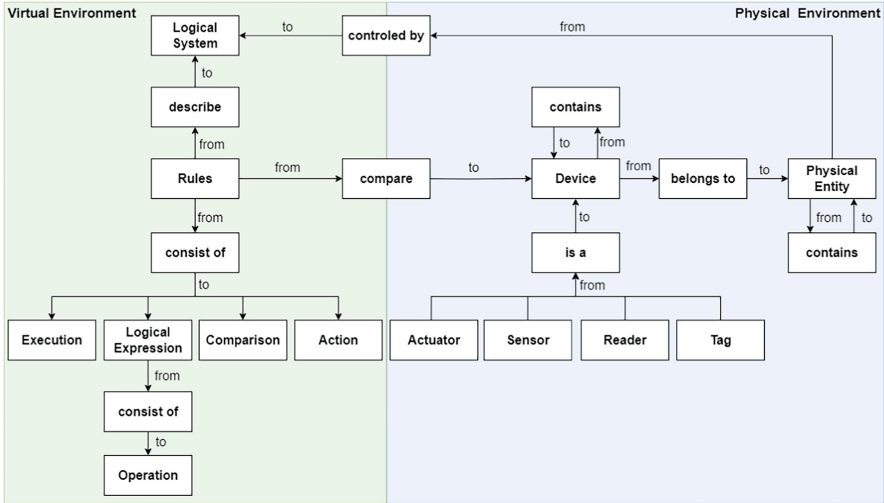 Virtual Environment
Physical Environment
Logical
System
to
controled by
from
to
describe
contains
from
to
from
Rules
from
compare
to
Device
from
belongs to
to
Physical
Entity
from
to
from
to
consist of
is a
contains
to
from
Execution
Logical
Expression
Comparison
Action
Actuator
Sensor
Reader
Tag
from
consist of
to
Operation